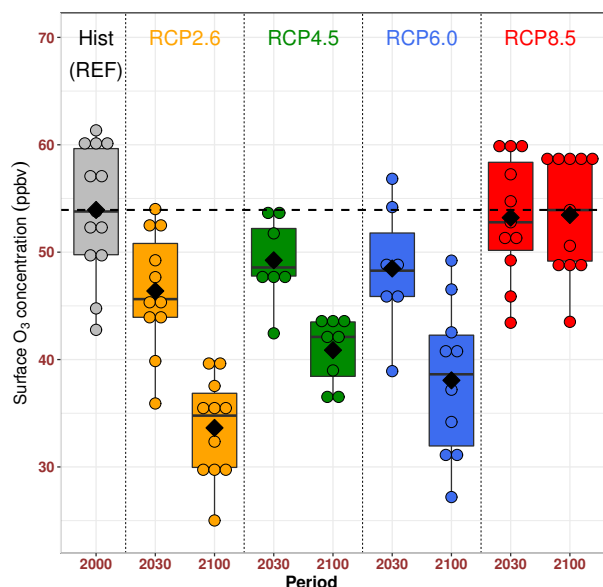 Hist RCP2.6 RCP4.5 RCP6.0 RCP8.5
(REF)
Surface O₃ concentration (ppbv)
70
60
50
40
30
2000 2030 2100 2030 2100 2030 2100 2030 2100
Period